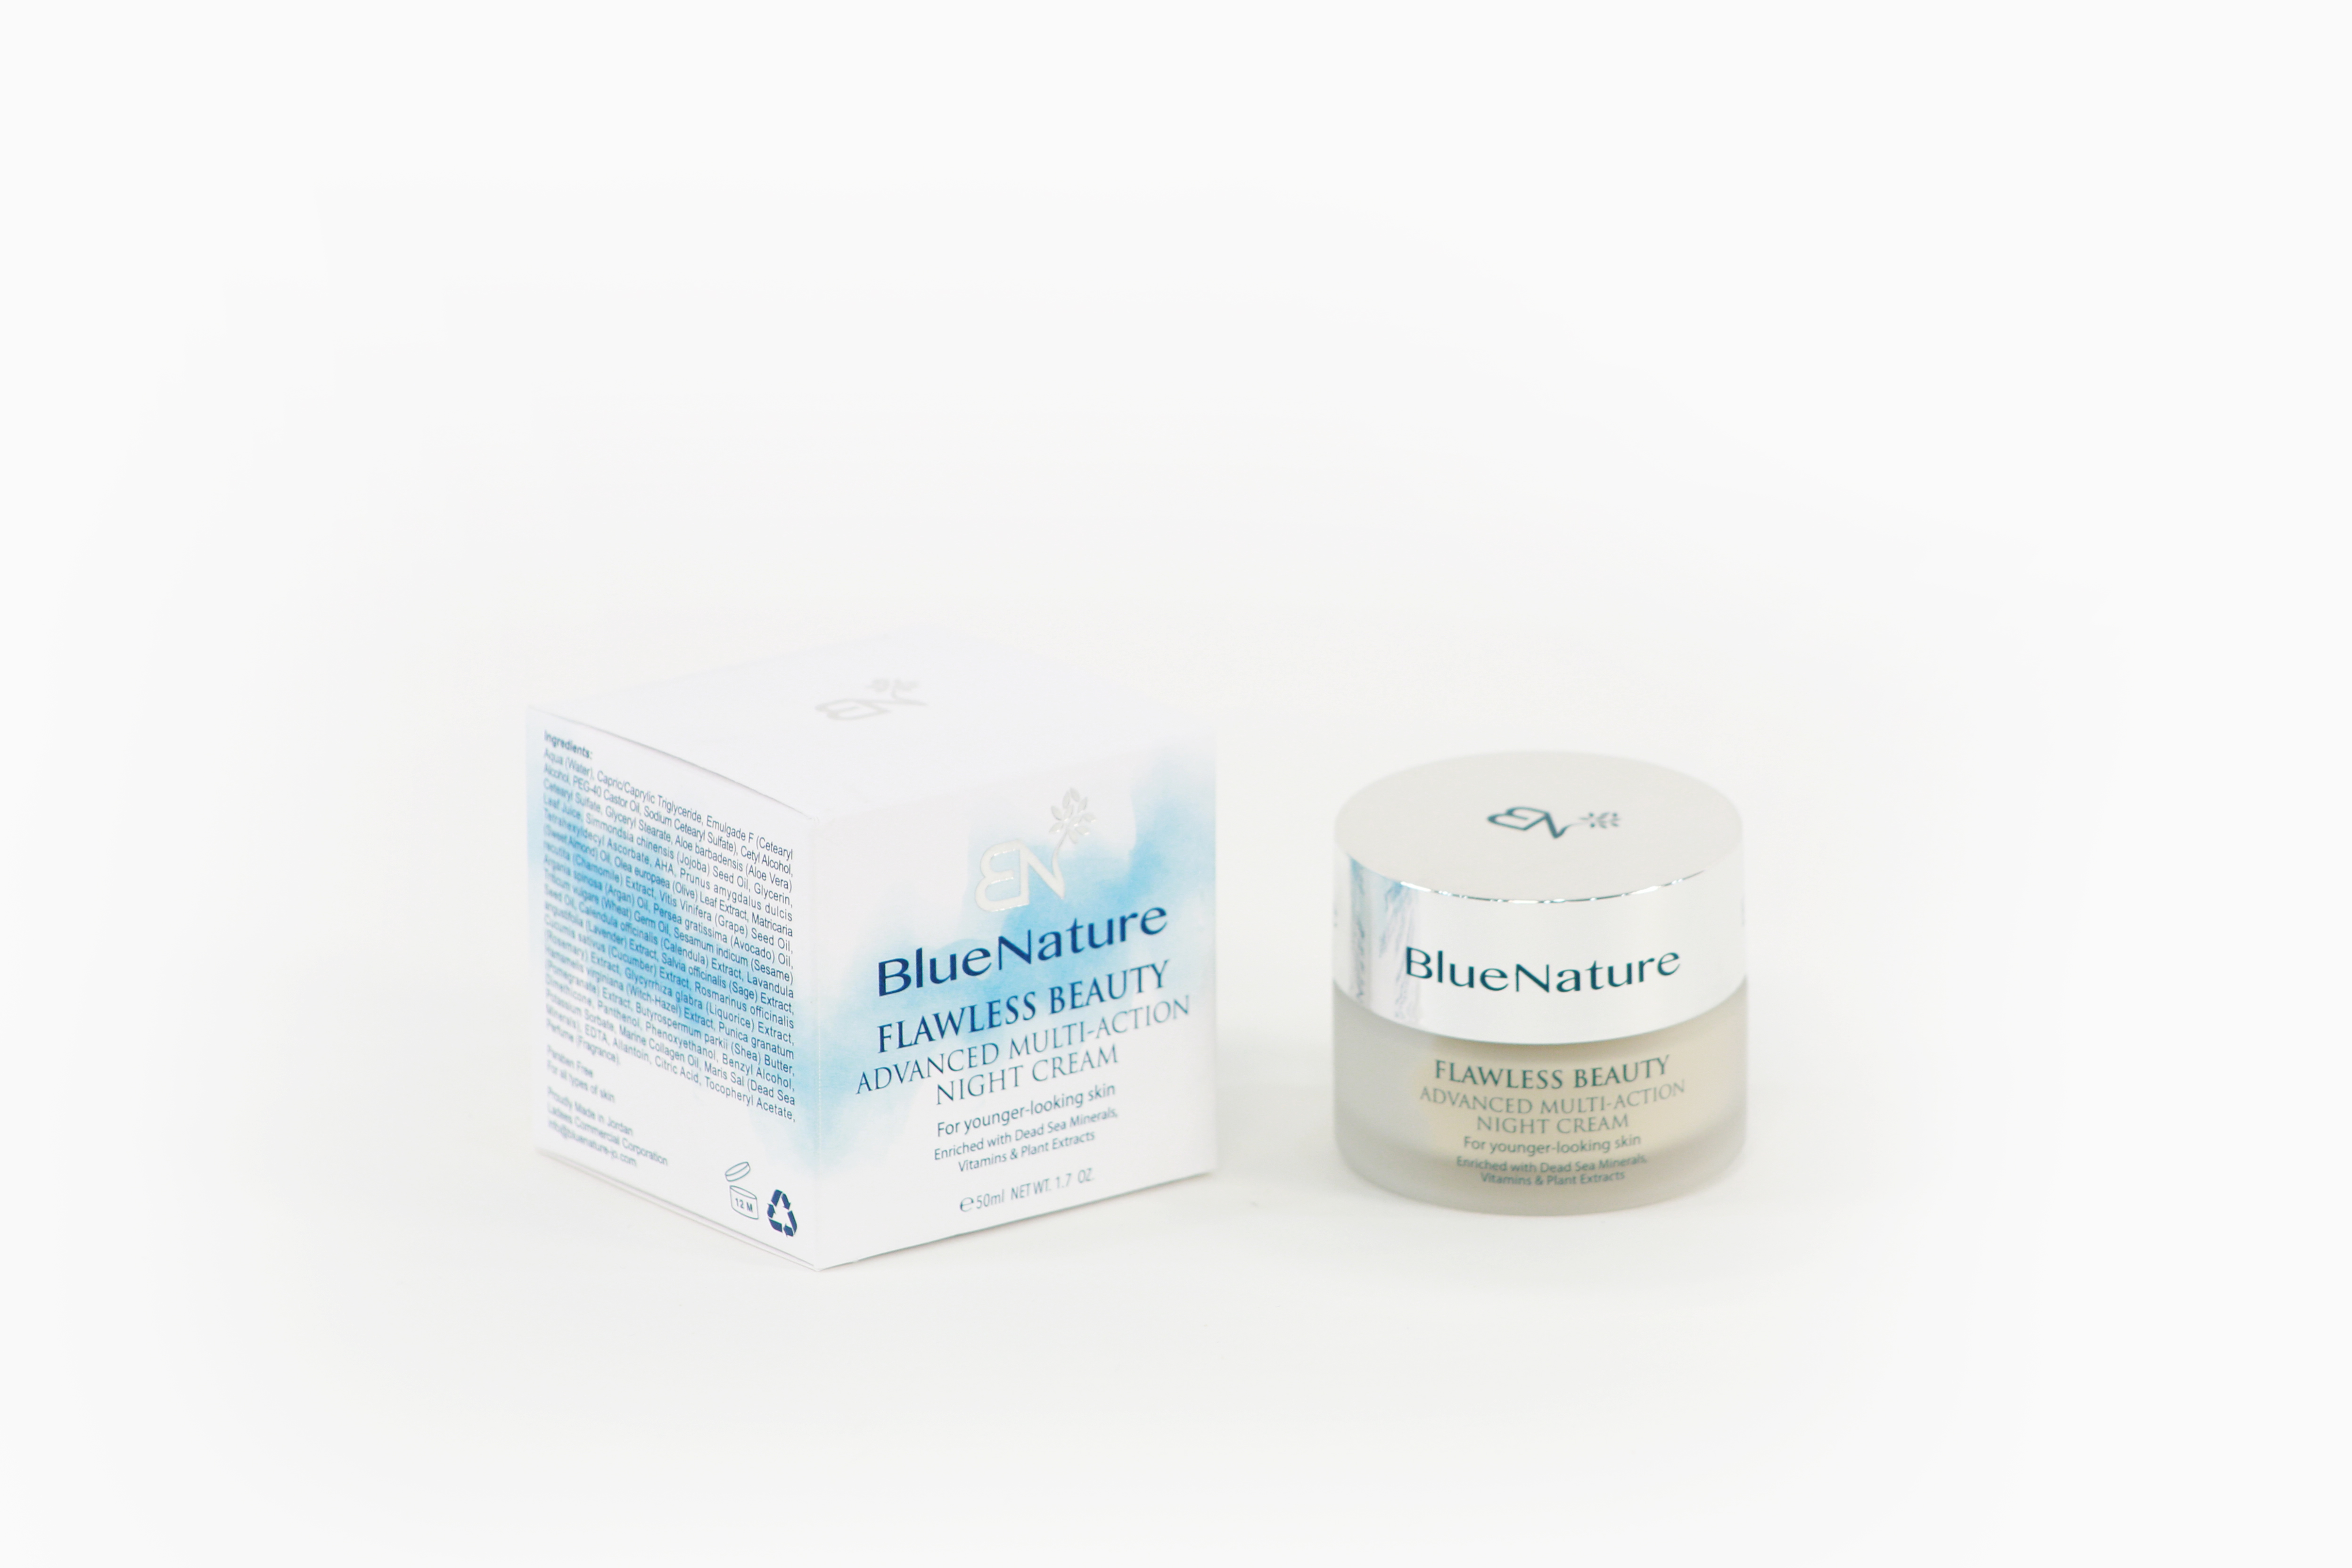 Ingredients:
Aqua (Water), Capric/Caprylic Triglyceride, Emulgade F (Cetearyl
Alcohol, PEG-40 Castor Oil, Sodium Cetearyl Sulfate), Cetyl Alcohol,
Cetearyl Sulfate, Glyceryl Stearate, Aloe barbadensis (Aloe Vera)
Leaf Juice, Simmondsia chinensis (Jojoba) Seed Oil, Glycerin,
Tetrahexyldecyl Ascorbate, AHA, Prunus amygdalus dulcis
(Sweet Almond) Oil, Olea europaea (Olive) Leaf Extract, Matricaria
recutita (Chamomile) Extract, Vitis Vinifera (Grape) Seed Oil,
Argania spinosa (Argan) Oil, Persea gratissima (Avocado) Oil,
Triticum vulgare (Wheat) Germ Oil, Sesamum indicum (Sesame)
Seed Oil, Calendula officinalis (Calendula) Extract, Lavandula
angustifolia (Lavender) Extract, Salvia officinalis (Sage) Extract,
Cucumis sativus (Cucumber) Extract, Rosmarinus officinalis
(Rosemary) Extract, Glycyrrhiza glabra (Liquorice) Extract,
Hamamelis virginiana (Witch-Hazel) Extract, Punica granatum
(Pomegranate) Extract, Butyrospermum parkii (Shea) Butter,
Dimethicone, Panthenol, Phenoxyethanol, Benzyl Alcohol,
Potassium Sorbate, Marine Collagen Oil, Maris Sal (Dead Sea
Minerals), EDTA, Allantoin, Citric Acid, Tocopheryl Acetate,
Perfume (Fragrance).
Paraben Free
For all types of skin
Proudly Made in Jordan
Commercial Corporation
info@bluenature-jo.com
12 M
BN
BN
BlueNature
FLAWLESS BEAUTY
ADVANCED MULTI-ACTION
NIGHT CREAM
For younger-looking skin
Enriched with Dead Sea Minerals,
Vitamins & Plant Extracts
℮50ml NET WT. 1.7 OZ.
BN
BlueNature
FLAWLESS BEAUTY
ADVANCED MULTI-ACTION
NIGHT CREAM
For younger-looking skin
Enriched with Dead Sea Minerals,
Vitamins & Plant Extracts